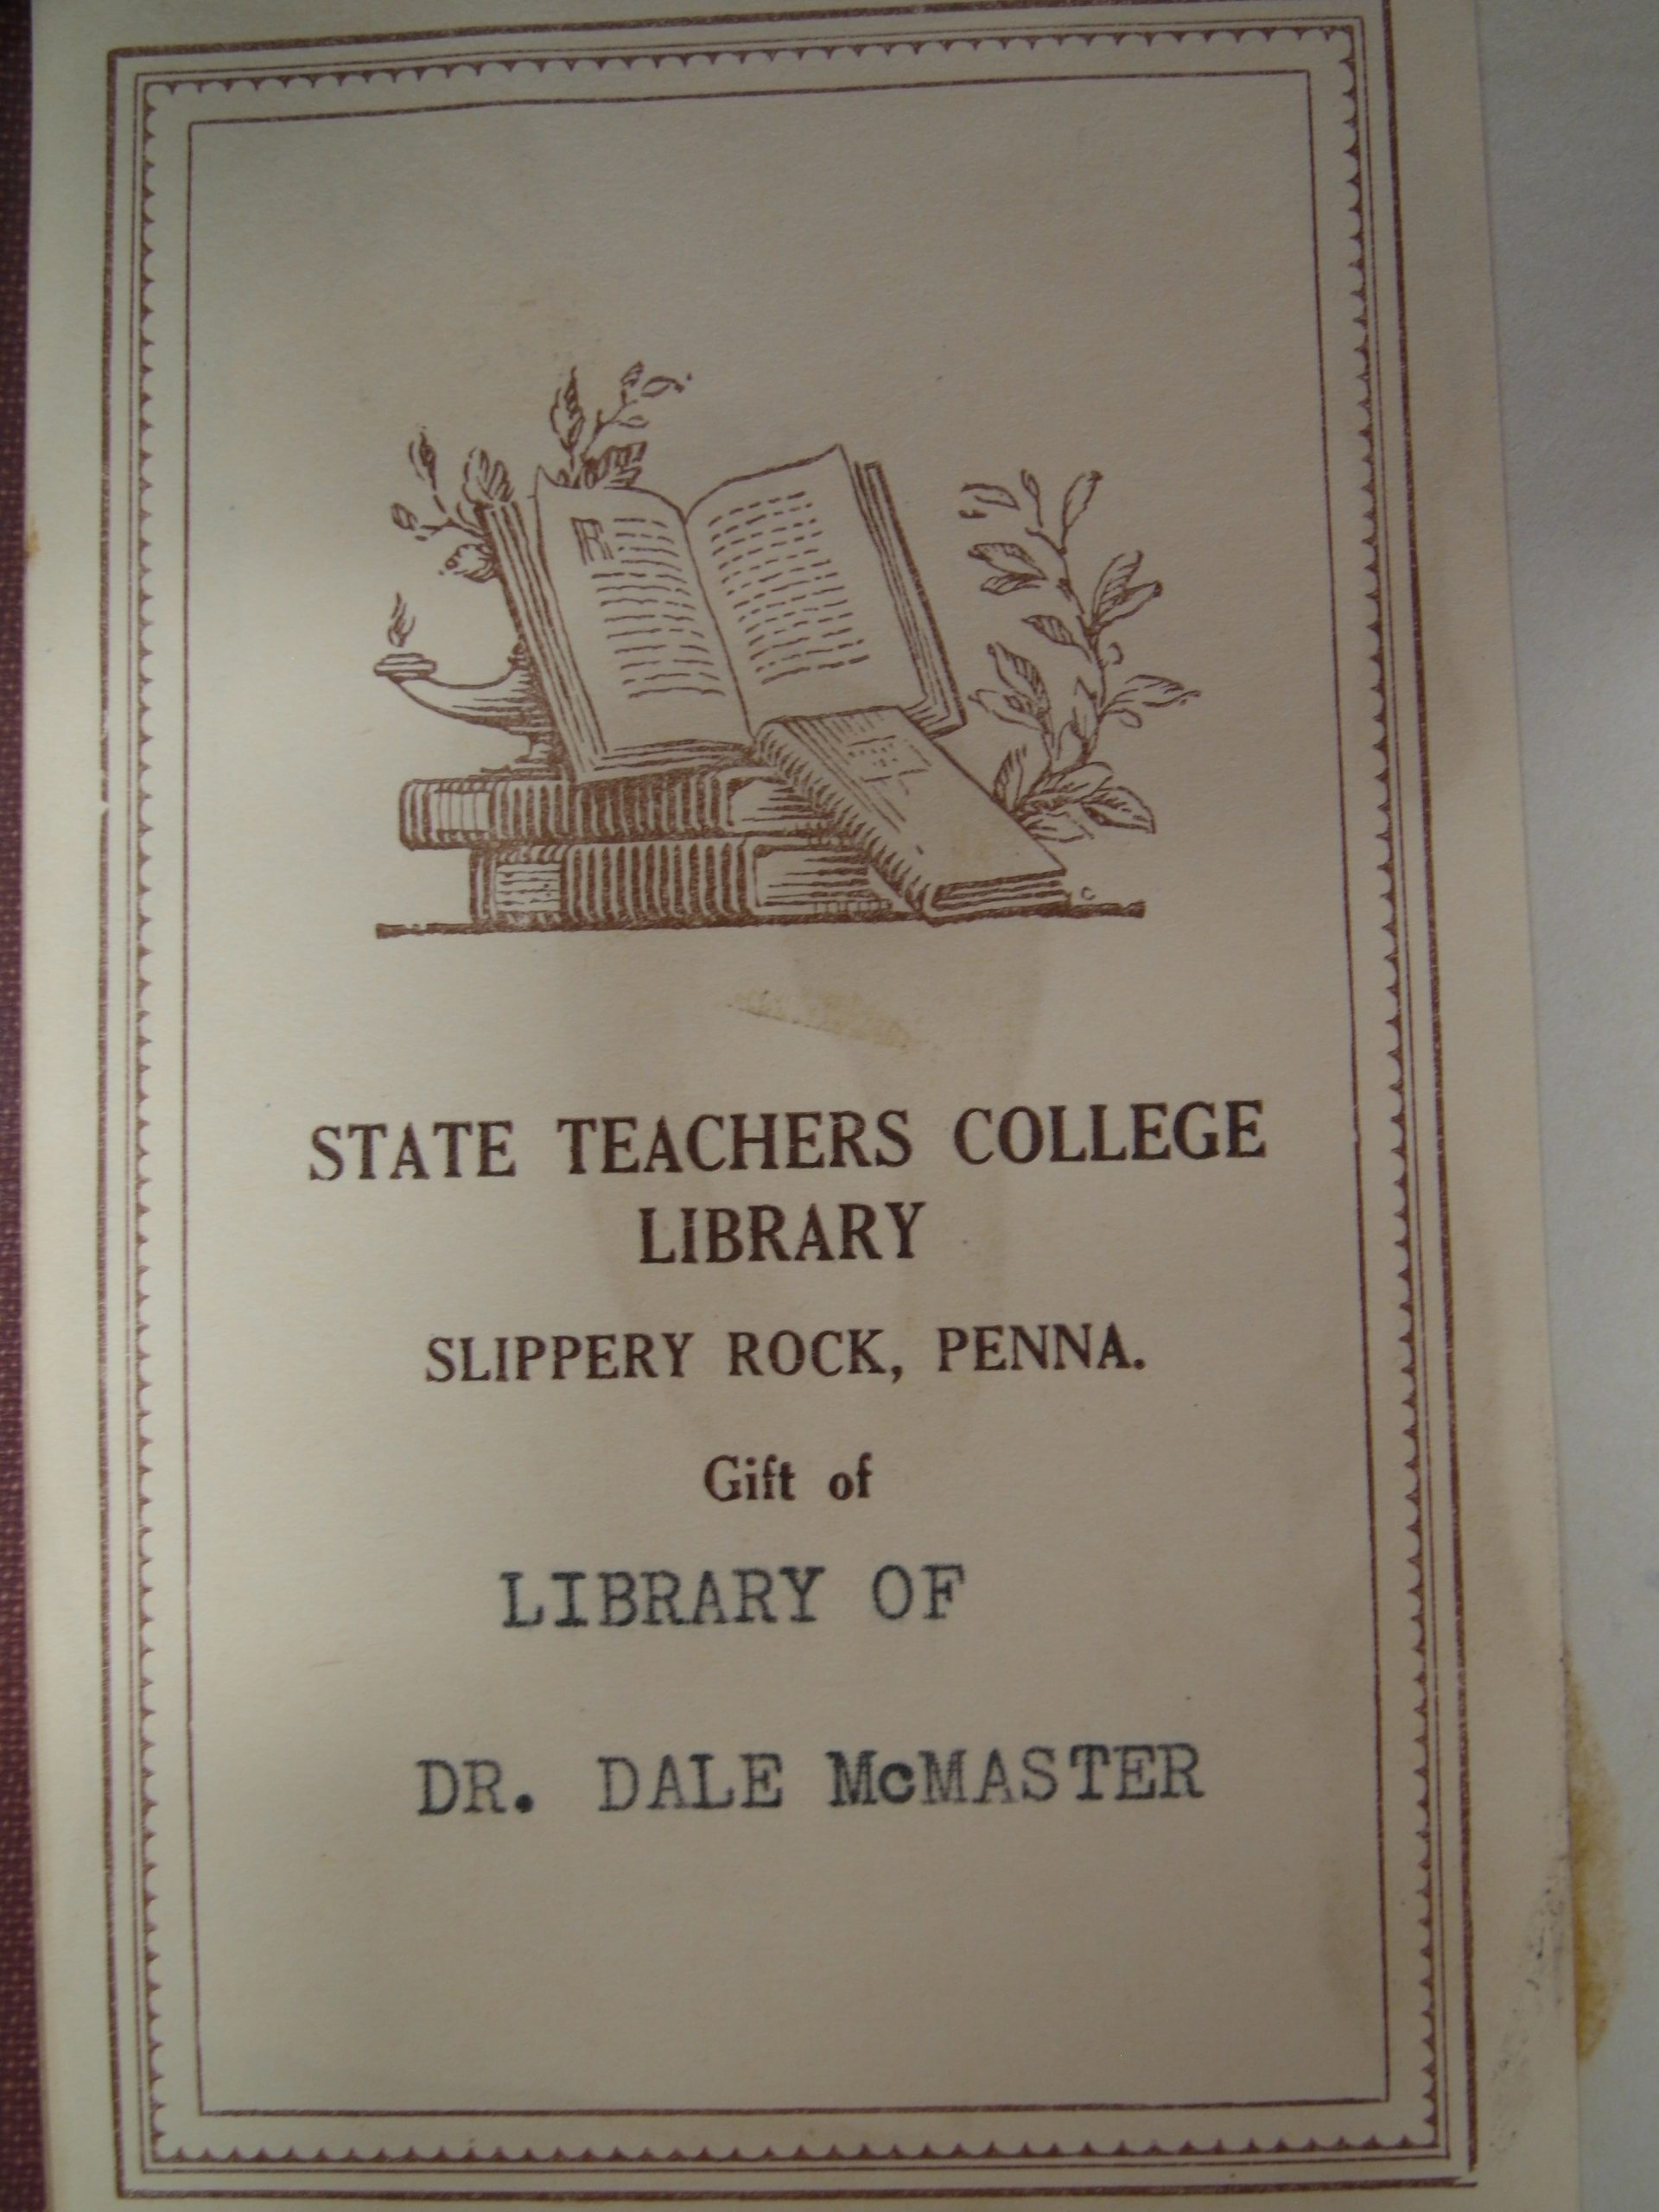 STATE TEACHERS COLLEGE
LIBRARY
SLIPPERY ROCK, PENNA.
Gift of
LIBRARY OF
DR. DALE McMASTER